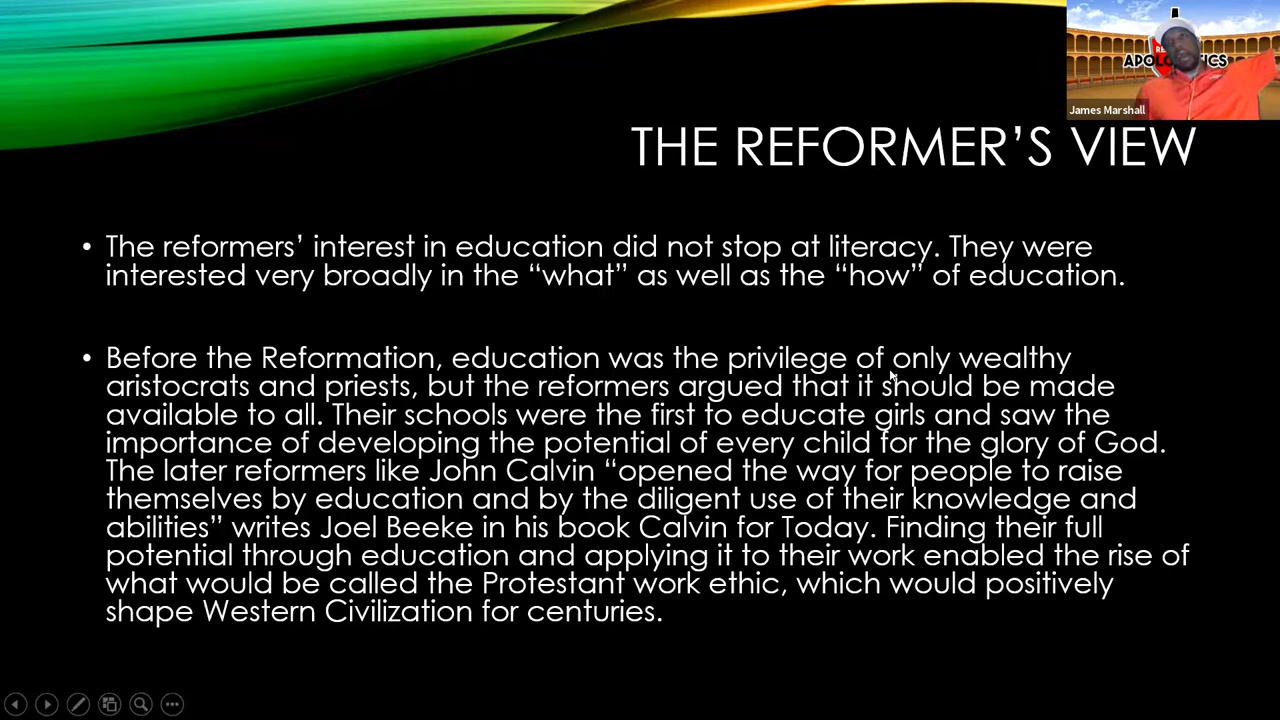 APOLO
TICS
James Marshall
THE REFORMER'S VIEW
• The reformers' interest in education did not stop at literacy. They were
interested very broadly in the “what” as well as the “how” of education.
• Before the Reformation, education was the privilege of only wealthy
aristocrats and priests, but the reformers argued that it should be made
available to all. Their schools were the first to educate girls and saw the
importance of developing the potential of every child for the glory of God.
The later reformers like John Calvin “opened the way for people to raise
themselves by education and by the diligent use of their knowledge and
abilities” writes Joel Beeke in his book Calvin for Today. Finding their full
potential through education and applying it to their work enabled the rise of
what would be called the Protestant work ethic, which would positively
shape Western Civilization for centuries.